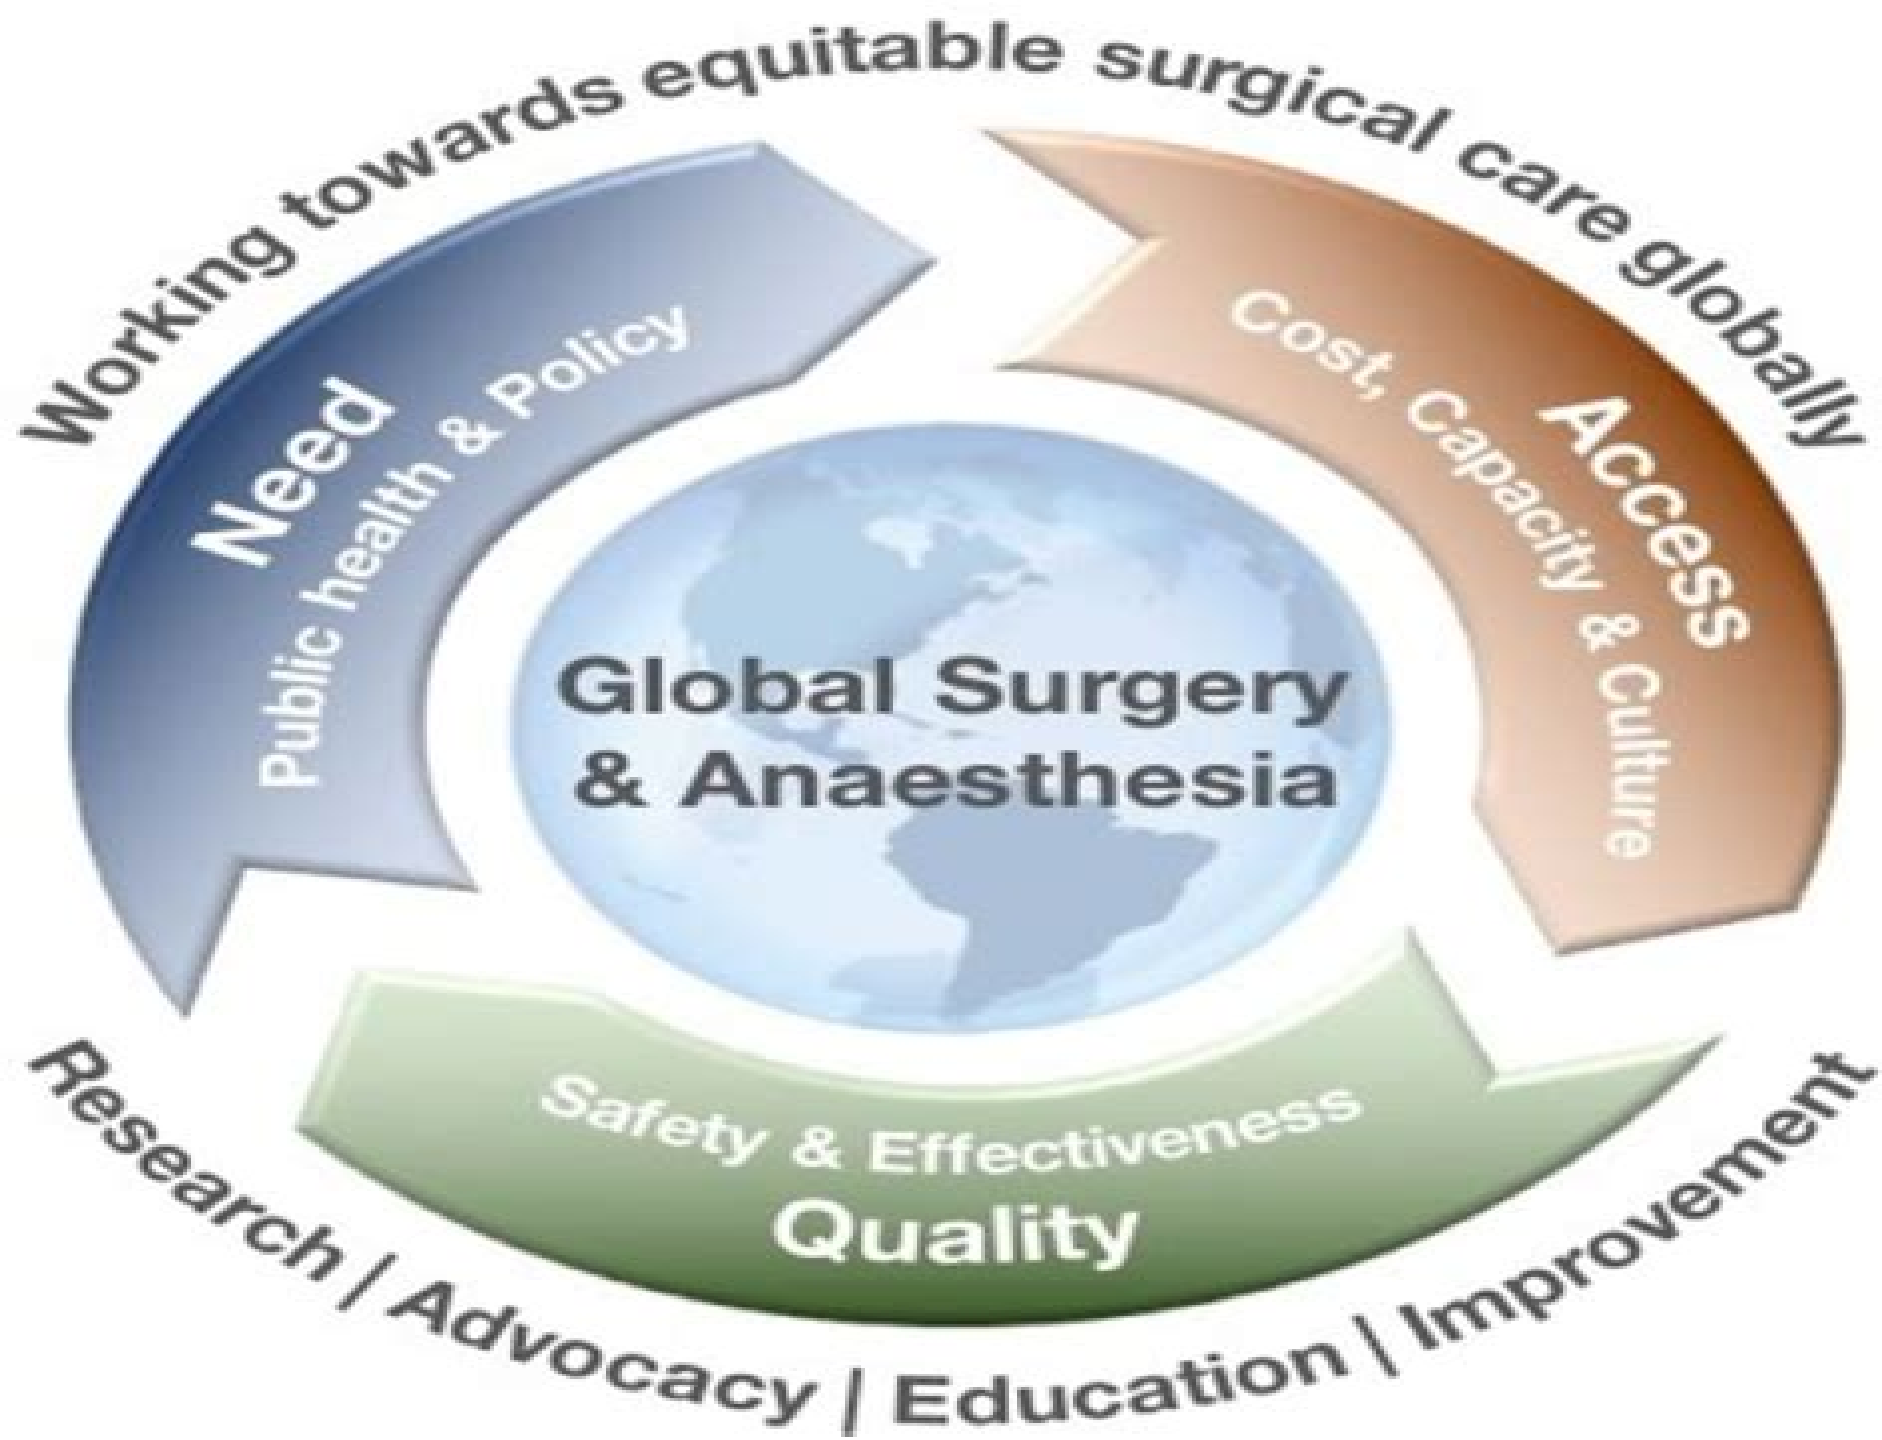 Working towards equitable surgical care globally
Need
Public health & Policy
Access
Cost, Capacity & Culture
Global Surgery
& Anaesthesia
Safety & Effectiveness
Quality
Research | Advocacy | Education | Improvement